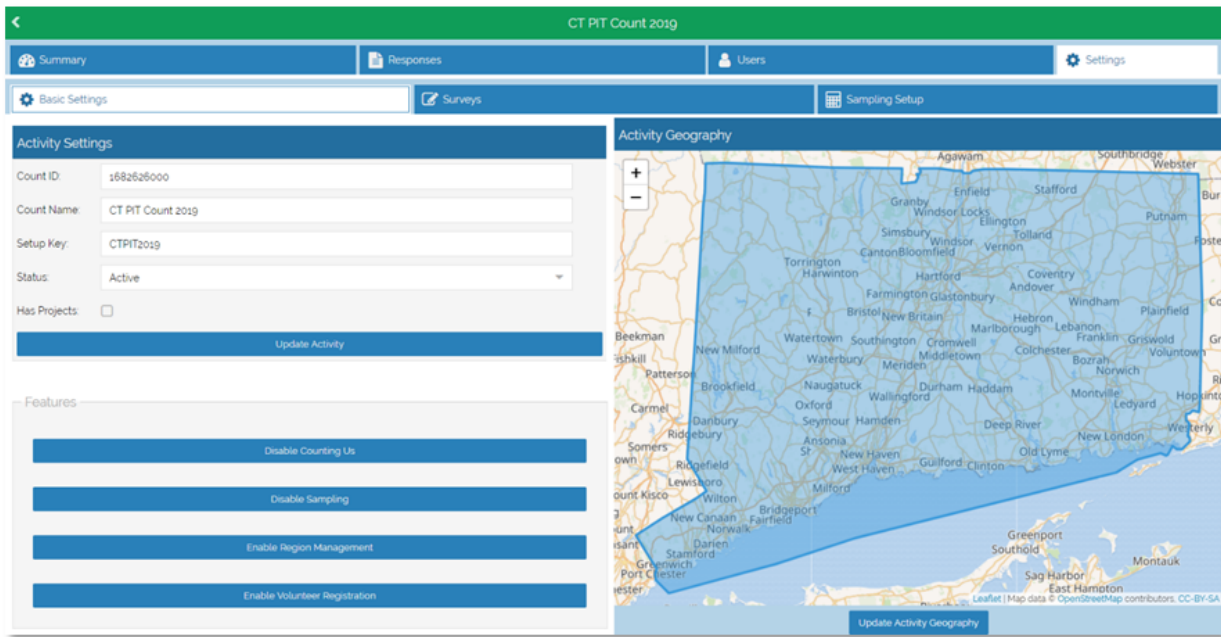 CT PIT Count 2019
Summary
Responses
Users
Settings
Basic Settings
Surveys
Sampling Setup
Activity Settings
Count ID: 1682626000
Count Name: CT PIT Count 2019
Setup Key: CTPIT2019
Status: Active
Has Projects:
Update Activity
Features
Disable Counting Us
Disable Sampling
Enable Region Management
Enable Volunteer Registration
Activity Geography
+
−
Agawam Southbridge
Webster
Enfield Stafford
Granby
Windsor Locks
Ellington
Putnam
Simsbury
Windsor Tolland
Canton Bloomfield Vernon
Torrington
Harwinton Hartford Coventry
Andover
Farmington Glastonbury
Windham
Plainfield
Bristol New Britain
Hebron
Marlborough Lebanon
Beekman
Watertown Southington Cromwell
Franklin Griswold
Fishkill New Milford
Waterbury Middletown Colchester
Voluntown
Meriden
Bozrah
Norwich
Patterson
Brookfield Naugatuck Durham Haddam
Montville
Wallingford
Oxford
Ledyard
Carmel
Danbury Seymour Hamden
Deep River
Westerly
Ridgebury
Ansonia
New London
Somers
New Haven
Old Lyme
Ridgefield
West Haven Guilford Clinton
Lewisboro
Milford
ount Kisco Wilton
Bridgeport
New Canaan Fairfield
Norwalk
Darien
Stamford
Greenwich
Port Chester
Greenport
Southold
Montauk
Sag Harbor
East Hampton
Leaflet | Map data © OpenStreetMap contributors, CC-BY-SA
Update Activity Geography